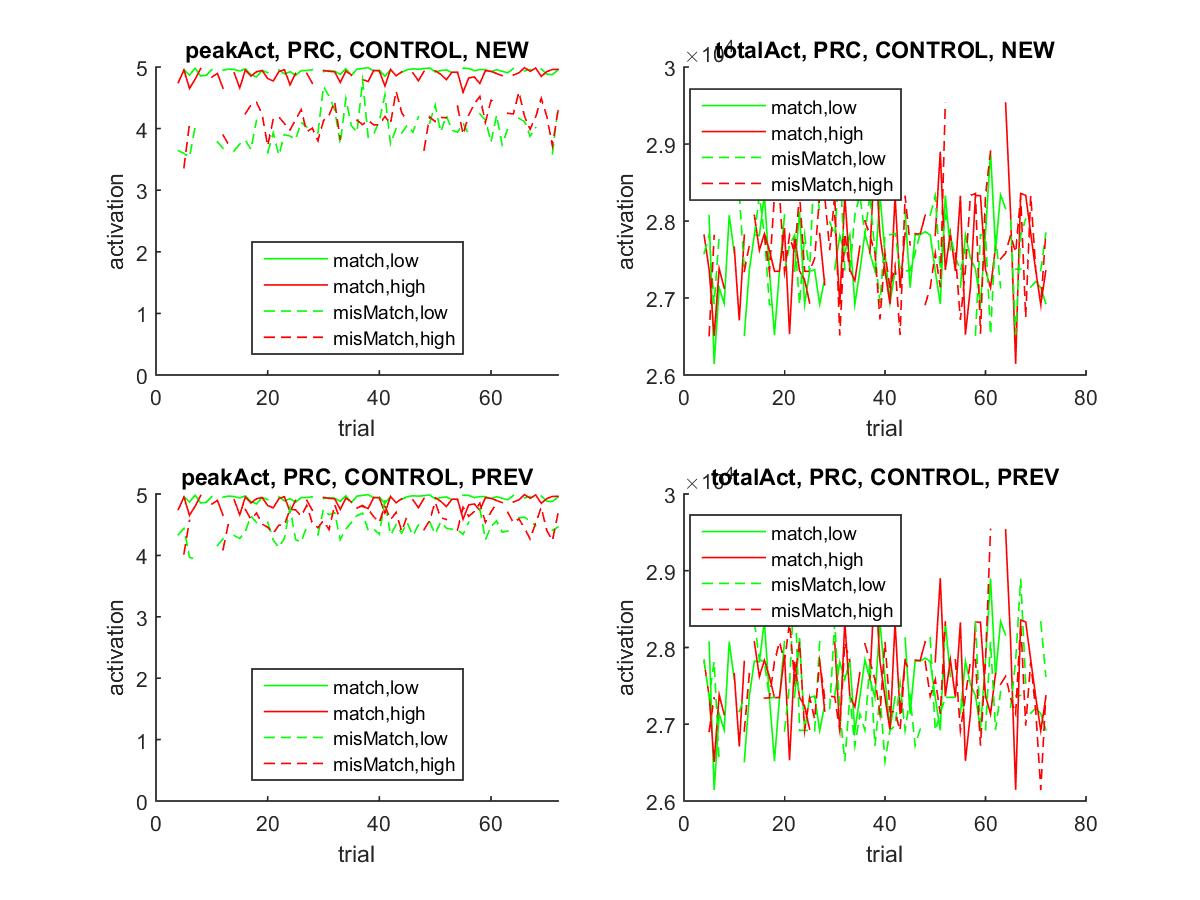 peakAct, PRC, CONTROL, NEW
5
4
3
2
1
0
activation
match,low
match,high
misMatch,low
misMatch,high
0 20 40 60
trial
×10^4
totalAct, PRC, CONTROL, NEW
3
2.9
2.8
2.7
2.6
activation
match,low
match,high
misMatch,low
misMatch,high
0 20 40 60 80
trial
peakAct, PRC, CONTROL, PREV
5
4
3
2
1
0
activation
match,low
match,high
misMatch,low
misMatch,high
0 20 40 60
trial
×10^4
totalAct, PRC, CONTROL, PREV
3
2.9
2.8
2.7
2.6
activation
match,low
match,high
misMatch,low
misMatch,high
0 20 40 60 80
trial